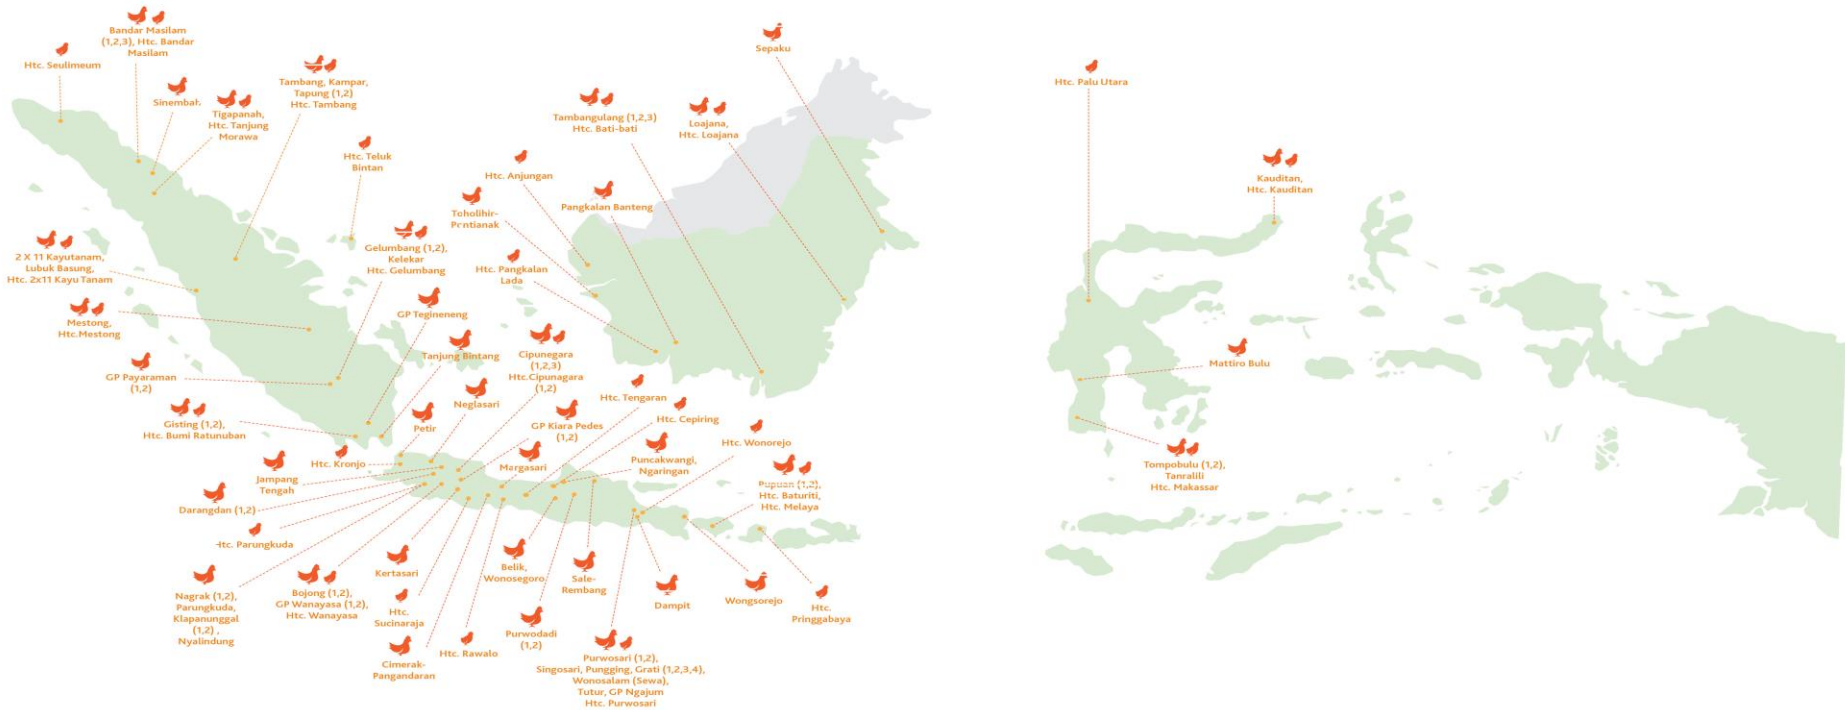 Bandar Masilam
(1,2,3), Htc. Bandar
Masilam
Htc. Seulimeum
Sinembah
Tigapanah,
Htc. Tanjung
Morawa
Tambang, Kampar,
Tapung (1,2)
Htc. Tambang
Htc. Teluk
Bintan
2 X 11 Kayutanam,
Lubuk Basung,
Htc. 2x11 Kayu Tanam
Mestong,
Htc.Mestong
GP Payaraman
(1,2)
Gisting (1,2),
Htc. Bumi Ratunuban
Gelumbang (1,2),
Kelekar
Htc. Gelumbang
GP Tegineneng
Tanjung Bintang
Neglasari
Petir
Htc. Kronjo
Jampang
Tengah
Darangdan (1,2)
Htc. Parungkuda
Nagrak (1,2),
Parungkuda,
Klapanunggal
(1,2) ,
Nyalindung
Bojong (1,2),
GP Wanayasa (1,2),
Htc. Wanayasa
Kertasari
Htc.
Sucinaraja
Cimerak-
Pangandaran
Htc. Rawalo
Cipunegara
(1,2,3)
Htc.Cipunagara
(1,2)
GP Kiara Pedes
(1,2)
Margasari
Htc. Tengaran
Htc. Cepiring
Puncakwangi,
Ngaringan
Htc. Wonorejo
Pupuan (1,2),
Htc. Baturiti,
Htc. Melaya
Belik,
Wonosegoro
Purwodadi
(1,2)
Sale-
Rembang
Purwosari (1,2),
Singosari, Pungging, Grati (1,2,3,4),
Wonosalam (Sewa),
Tutur, GP Ngajum
Htc. Purwosari
Dampit
Wongsorejo
Htc.
Pringgabaya
Htc. Anjungan
Toholihir-
Pontianak
Htc. Pangkalan
Lada
Pangkalan Banteng
Tambangulang (1,2,3)
Htc. Bati-bati
Loajana,
Htc. Loajana
Sepaku
Htc. Palu Utara
Kauditan,
Htc. Kauditan
Mattiro Bulu
Tompobulu (1,2),
Tanralili
Htc. Makassar